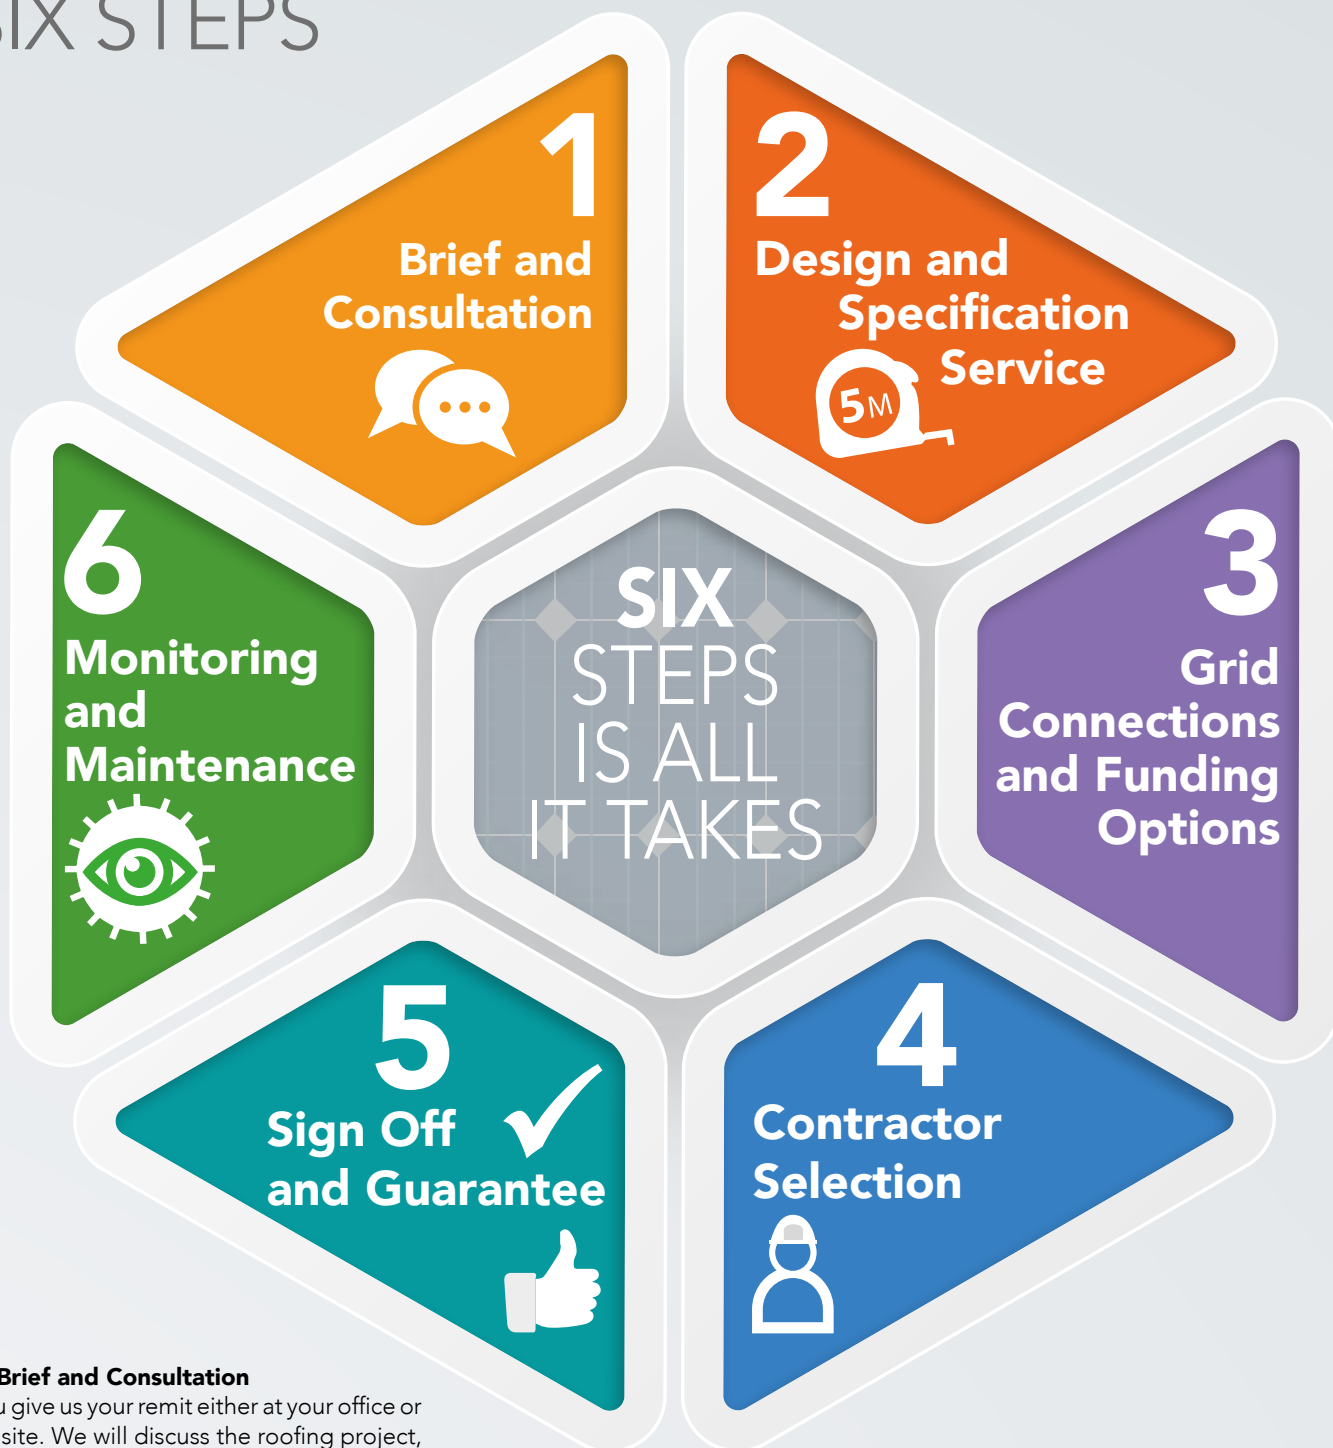 SIX STEPS
1
Brief and
Consultation
2
Design and
Specification
Service
5M
3
Grid
Connections
and Funding
Options
4
Contractor
Selection
5
Sign Off
and Guarantee
6
Monitoring
and
Maintenance
SIX
STEPS
IS ALL
IT TAKES
Brief and Consultation
give us your remit either at your office or
site. We will discuss the roofing project,